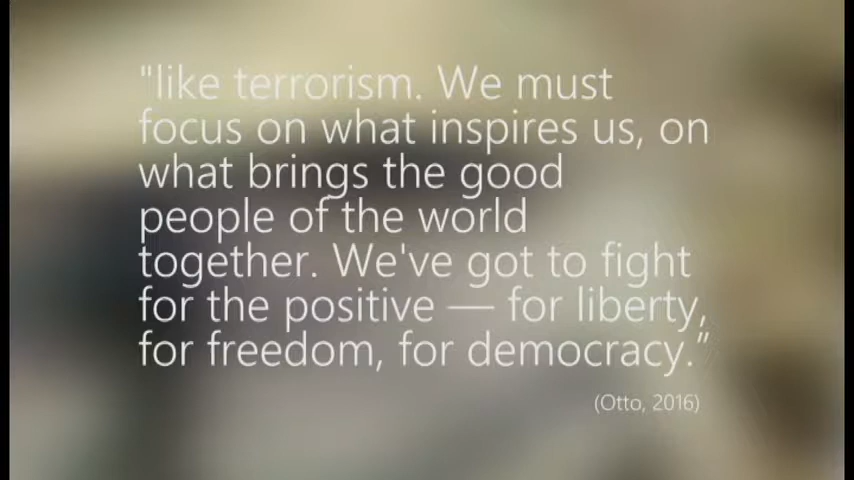 "like terrorism. We must
focus on what inspires us, on
what brings the good
people of the world
together. We've got to fight
for the positive — for liberty,
for freedom, for democracy.”
(Otto, 2016)